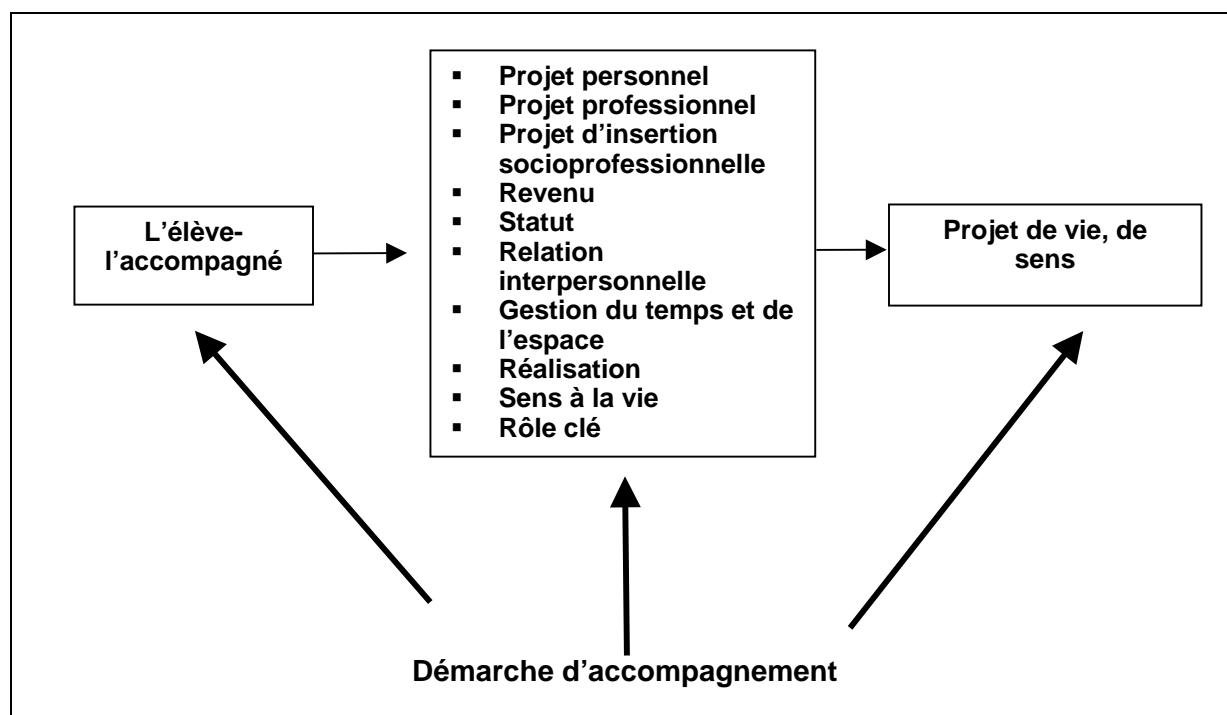 L'élève-
l'accompagné
▪ Projet personnel
▪ Projet professionnel
▪ Projet d'insertion
socioprofessionnelle
▪ Revenu
▪ Statut
▪ Relation
interpersonnelle
▪ Gestion du temps et de
l'espace
▪ Réalisation
▪ Sens à la vie
▪ Rôle clé
Projet de vie, de
sens
Démarche d'accompagnement